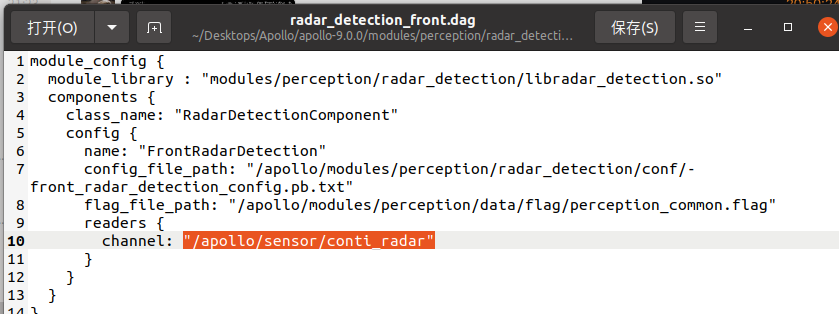 打开(O)
radar_detection_front.dag
~/Desktops/Apollo/apollo-9.0.0/modules/perception/radar_detecti…
保存(S)
1 module_config {
2 module_library : "modules/perception/radar_detection/libradar_detection.so"
3 components {
4 class_name: "RadarDetectionComponent"
5 config {
6 name: "FrontRadarDetection"
7 config_file_path: "/apollo/modules/perception/radar_detection/conf/-
front_radar_detection_config.pb.txt"
8 flag_file_path: "/apollo/modules/perception/data/flag/perception_common.flag"
9 readers {
10 channel: "/apollo/sensor/conti_radar"
11 }
12 }
13 }
14 }